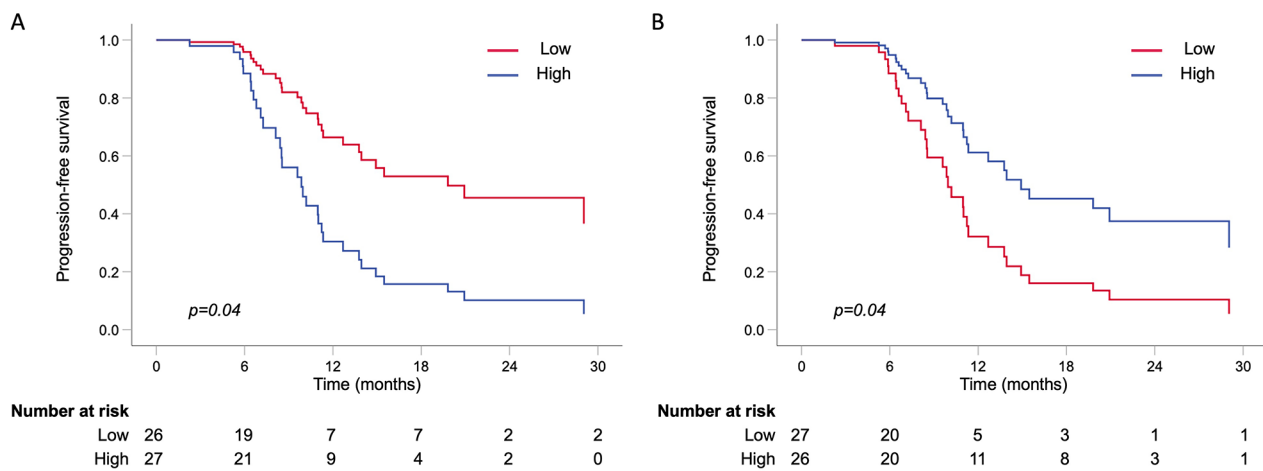 A
Progression-free survival
1.0
0.8
0.6
0.4
0.2
0.0
Low
High
p=0.04
0 6 12 18 24 30
Time (months)
Number at risk
Low 26 19 7 7 2 2
High 27 21 9 4 2 0
B
Progression-free survival
1.0
0.8
0.6
0.4
0.2
0.0
Low
High
p=0.04
0 6 12 18 24 30
Time (months)
Number at risk
Low 27 20 5 3 1 1
High 26 20 11 8 3 1